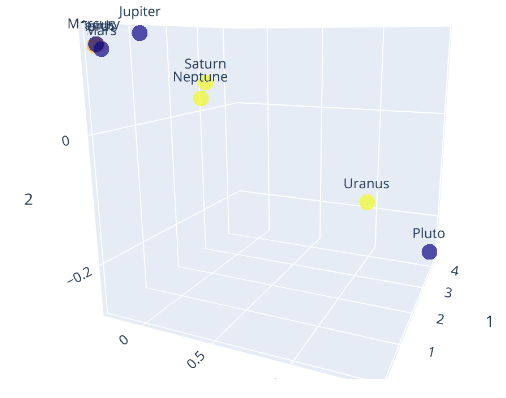 Jupiter
Mars
Saturn
Neptune
Uranus
Pluto
0
2
−0.2
0
0.5
4
3
2
1
1